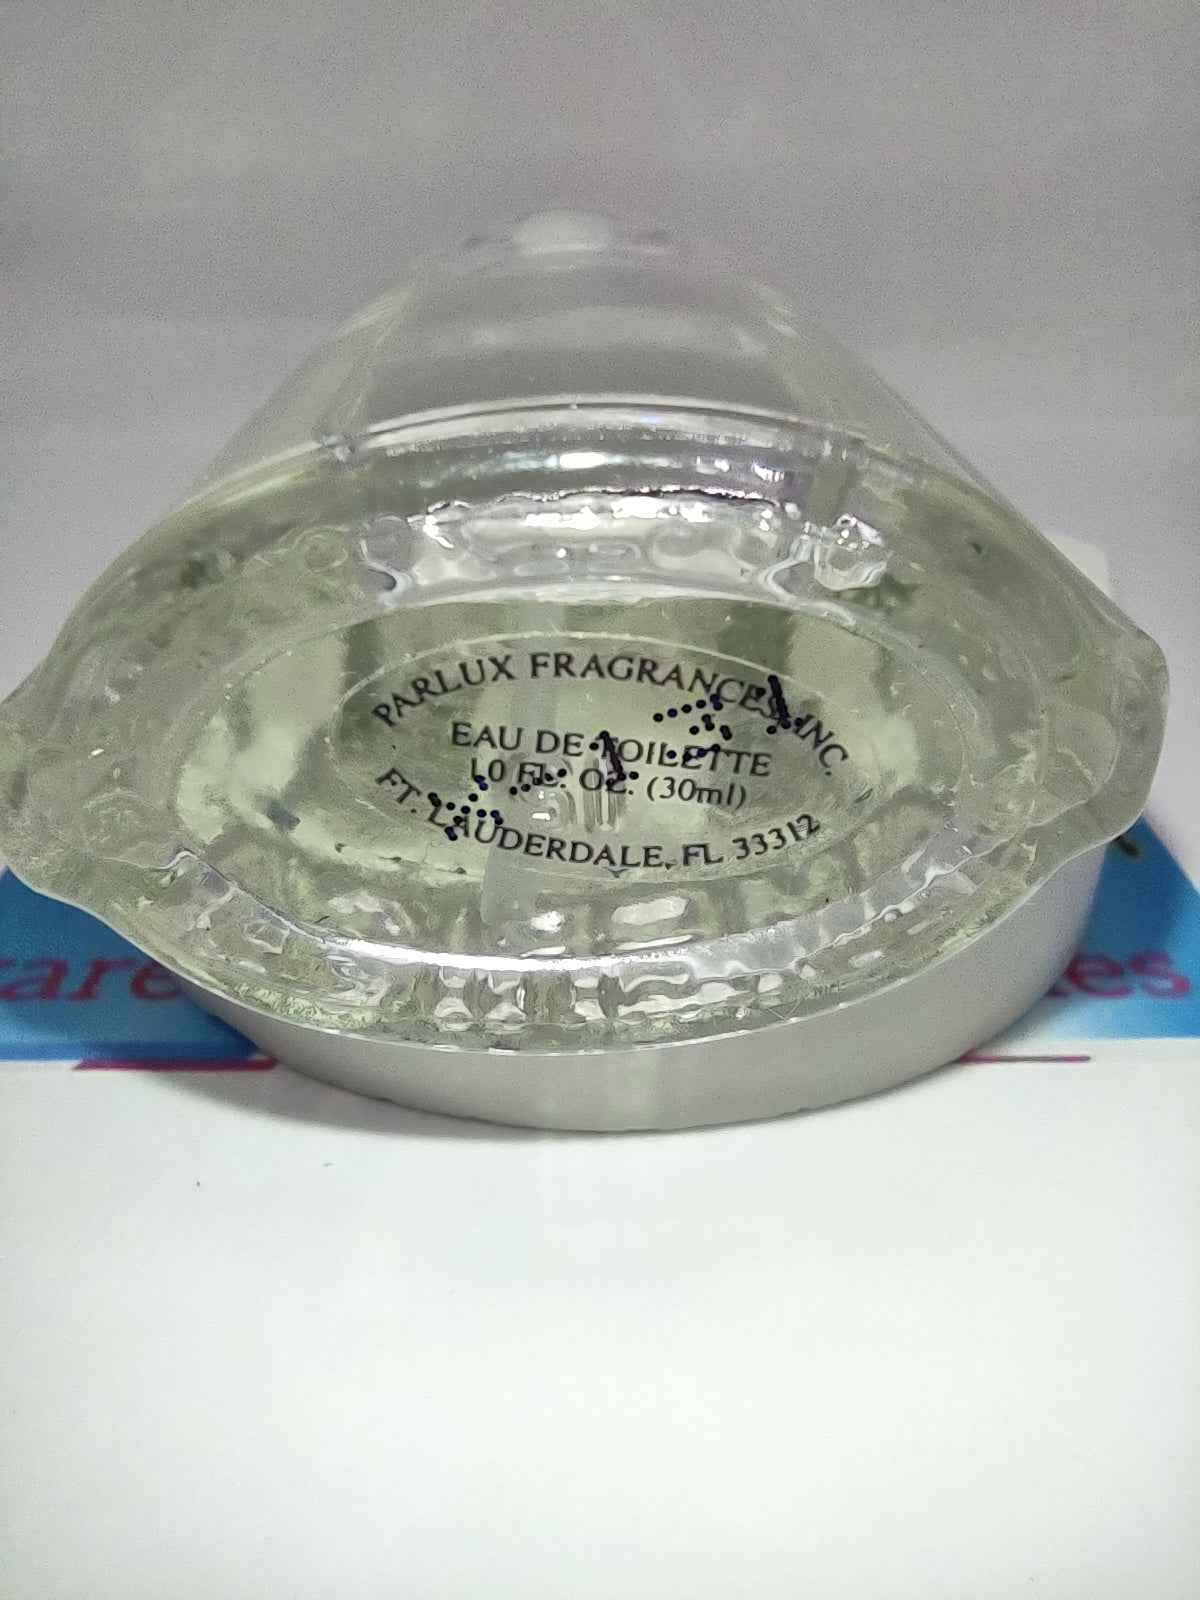 PARLUX FRAGRANCES, INC.
EAU DE TOILETTE
1.0 FL. OZ. (30ml)
FT. LAUDERDALE, FL 33312